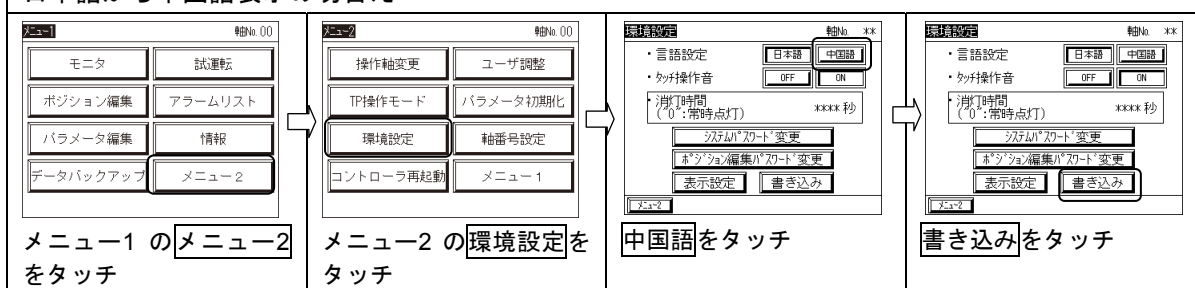 日本語から中国語表示の切替え
メニュー1
軸No. 00
モニタ
試運転
ポジション編集
アラームリスト
パラメータ編集
情報
データバックアップ
メニュー2
メニュー1 のメニュー2
をタッチ
メニュー2
軸No. 00
操作軸変更
ユーザ調整
TP操作モード
パラメータ初期化
環境設定
軸番号設定
コントローラ再起動
メニュー1
メニュー2 の環境設定を
タッチ
環境設定
軸No. **
・言語設定
日本語
中国語
・タッチ操作音
OFF
ON
・消灯時間
("0":常時点灯)
**** 秒
システムパスワード変更
ポジション編集パスワード変更
表示設定
書き込み
メニュー2
中国語をタッチ
環境設定
軸No. **
・言語設定
日本語
中国語
・タッチ操作音
OFF
ON
・消灯時間
("0":常時点灯)
**** 秒
システムパスワード変更
ポジション編集パスワード変更
表示設定
書き込み
メニュー2
書き込みをタッチ